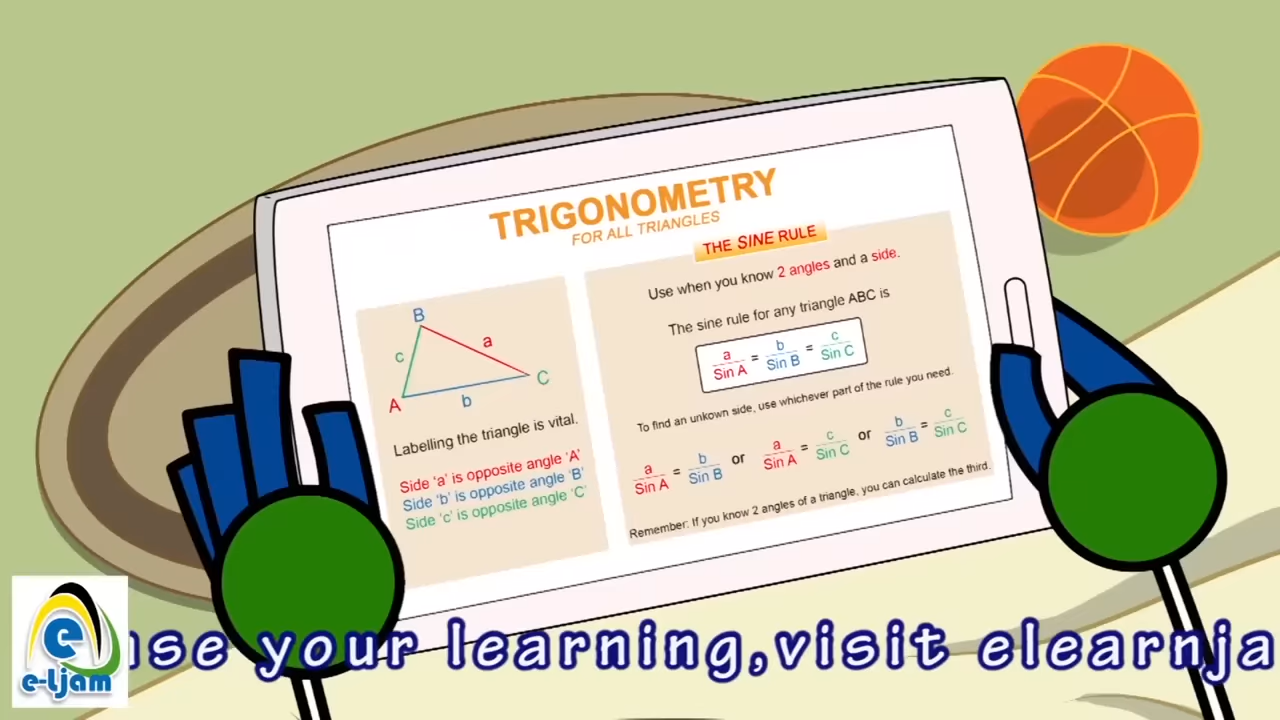 TRIGONOMETRY
FOR ALL TRIANGLES
B
c
a
A
b
C
Labelling the triangle is vital.
Side ‘a’ is opposite angle ‘A’
Side ‘b’ is opposite angle ‘B’
Side ‘c’ is opposite angle ‘C’
THE SINE RULE
Use when you know 2 angles and a side.
The sine rule for any triangle ABC is
a/Sin A = b/Sin B = c/Sin C
To find an unkown side, use whichever part of the rule you need.
a/Sin A = b/Sin B or a/Sin A = c/Sin C or b/Sin B = c/Sin C
Remember: If you know 2 angles of a triangle, you can calculate the third.
e
e-Ljam
your learning,visit elearnja